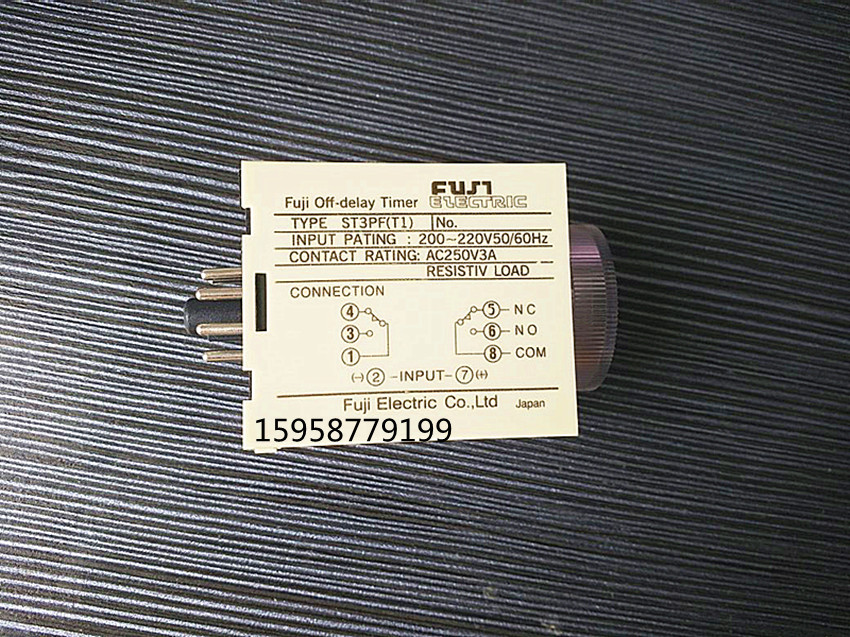 Fuji Off-delay Timer FUJI ELECTRIC
TYPE ST3PF(T1) No.
INPUT PATING : 200~220V50/60Hz
CONTACT RATING: AC250V3A
RESISTIV LOAD
CONNECTION
4 5 NC
3 6 NO
1 8 COM
(-) 2 -INPUT- 7 (+)
Fuji Electric Co.,Ltd Japan
15958779199